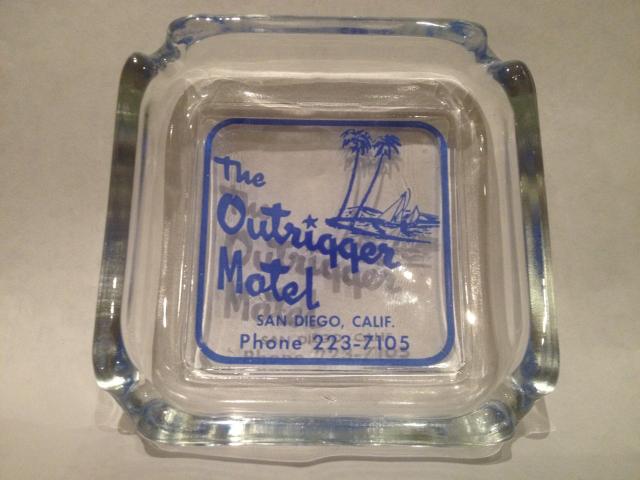 The
Outrigger
Motel
SAN DIEGO, CALIF.
Phone 223-7105